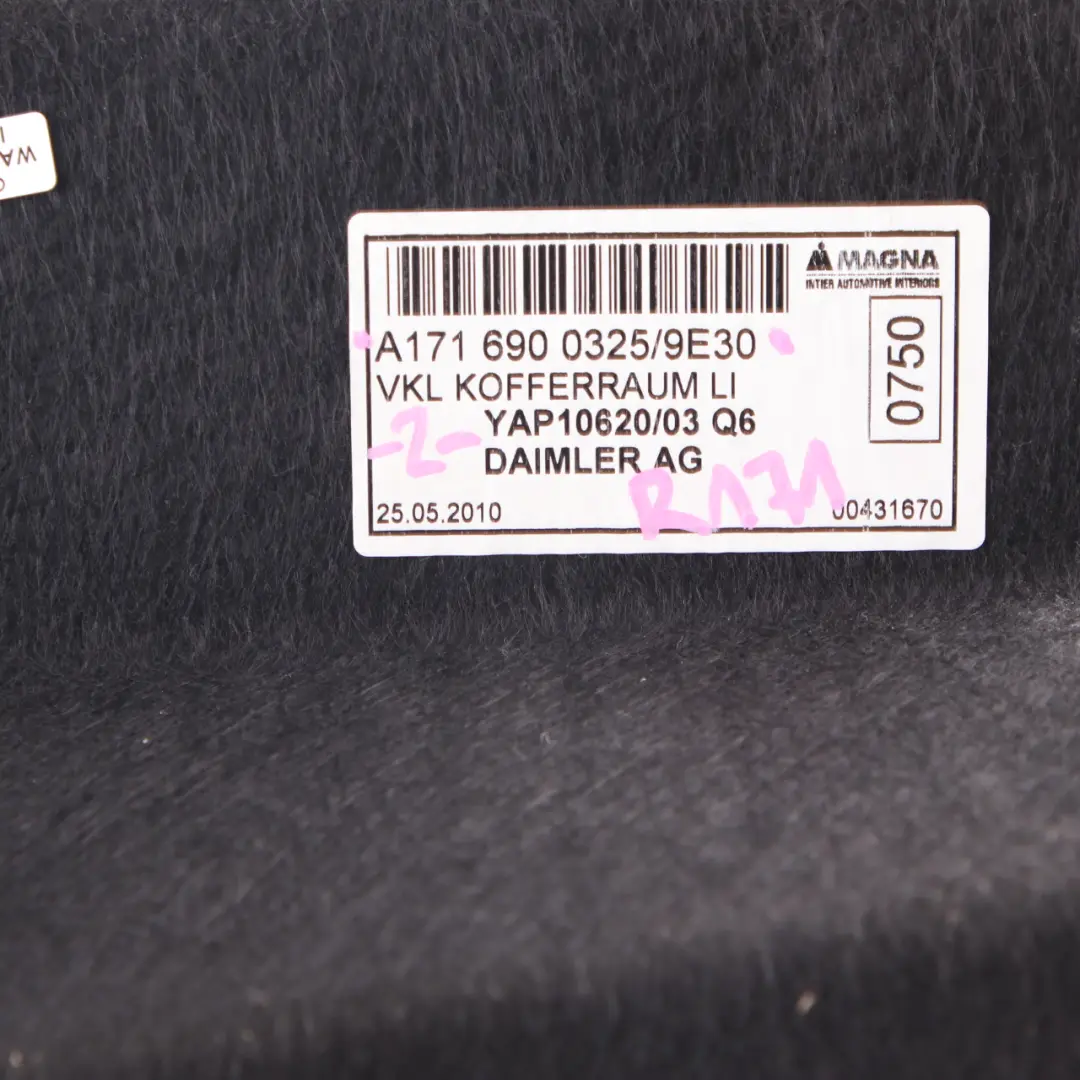 MAGNA
INTIER AUTOMOTIVE INTERIORS
A171 690 0325/9E30
VKL KOFFERRAUM LI
YAP10620/03 Q6
-2-
DAIMLER AG
R171
25.05.2010
00431670
0750
WA